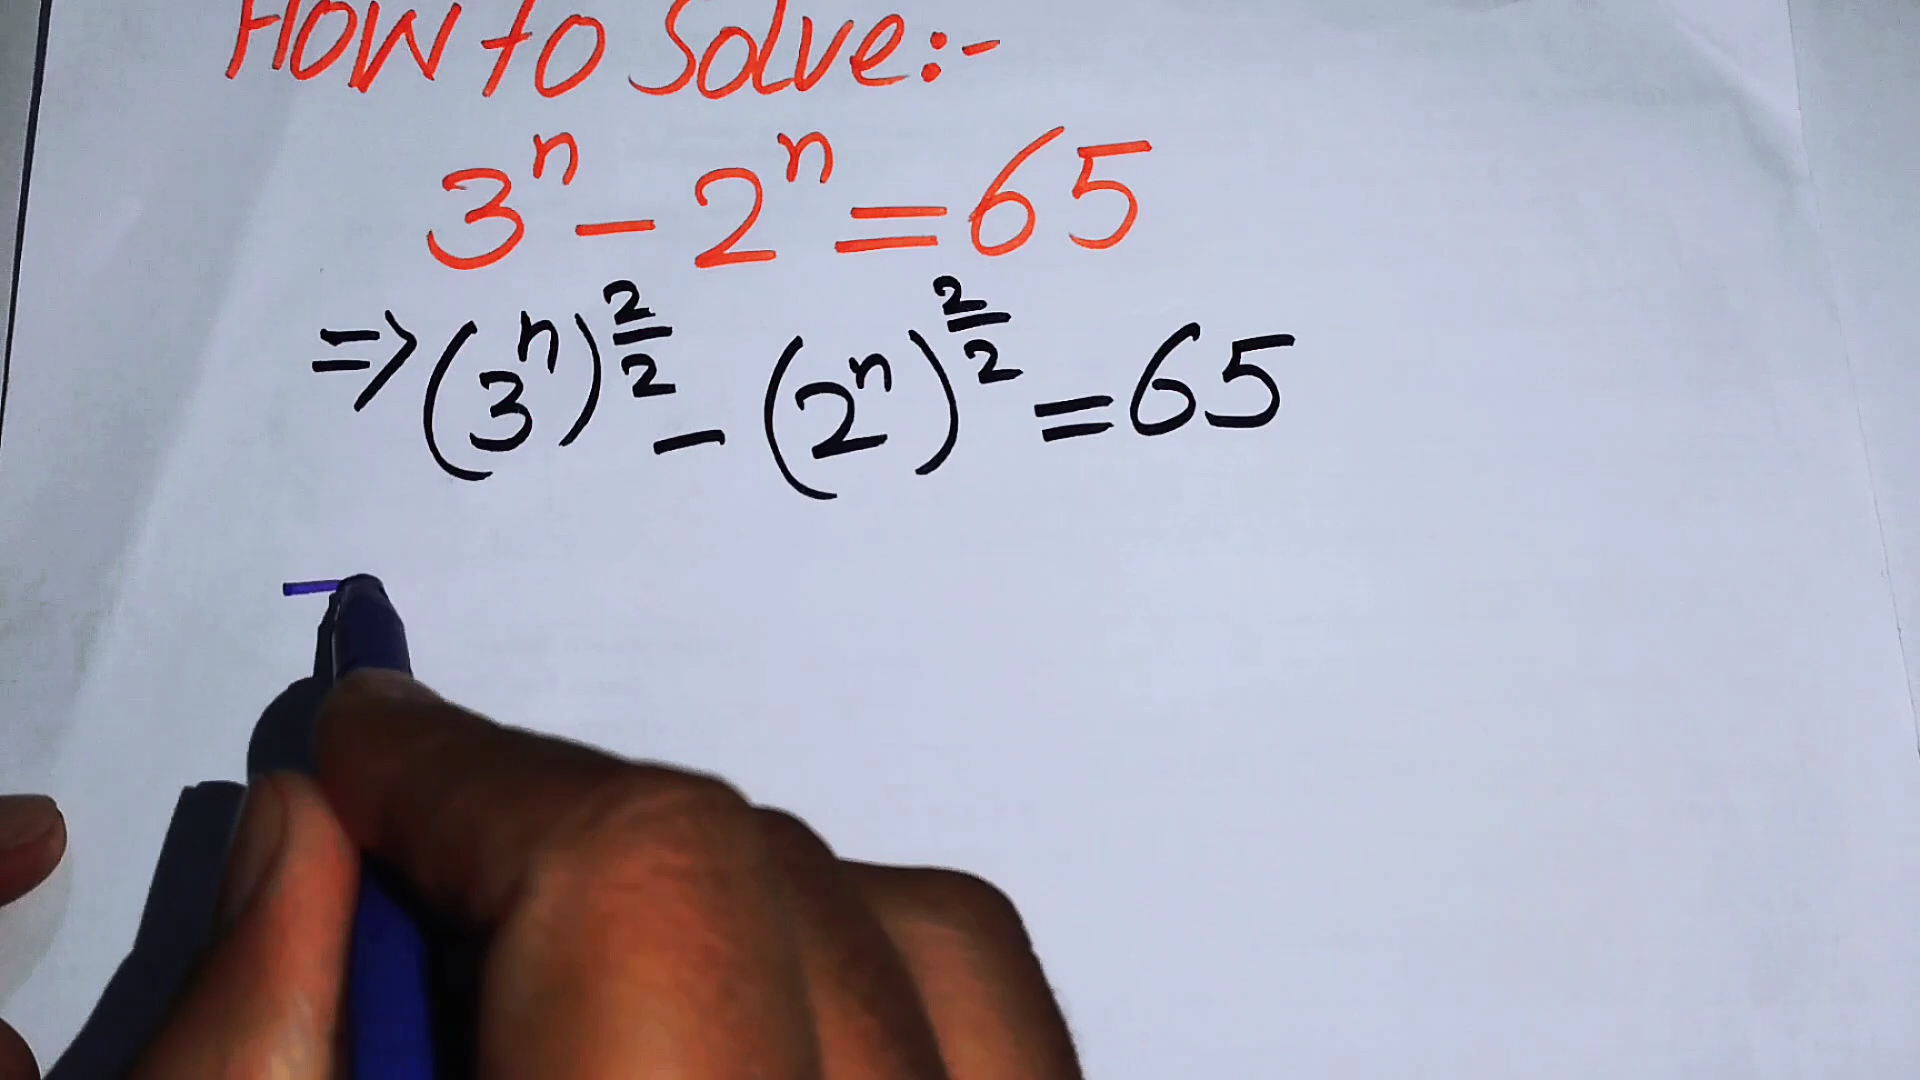 How to Solve:-
3ⁿ - 2ⁿ = 65
=> (3ⁿ)^(2/2) - (2ⁿ)^(2/2) = 65